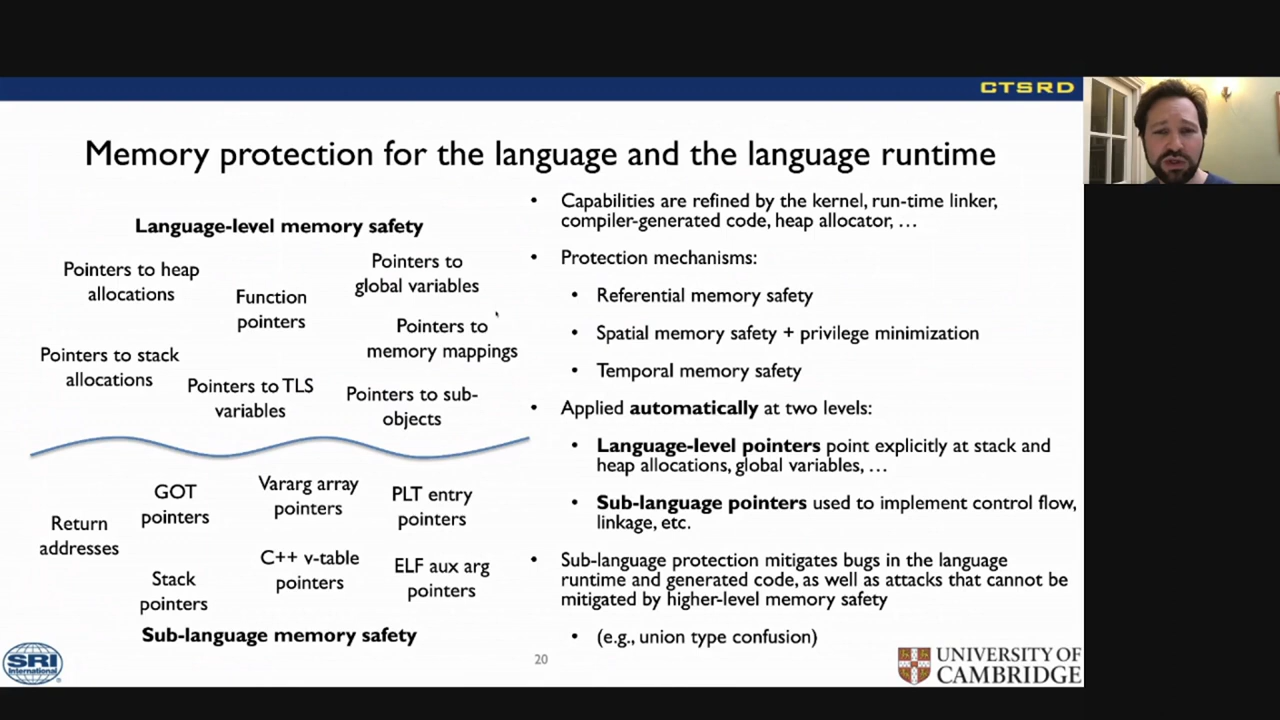 CTSRD
Memory protection for the language and the language runtime
Language-level memory safety
Pointers to heap
allocations
Function
pointers
Pointers to
global variables
Pointers to
memory mappings
Pointers to stack
allocations
Pointers to TLS
variables
Pointers to sub-
objects
GOT
pointers
Vararg array
pointers
PLT entry
pointers
Return
addresses
Stack
pointers
C++ v-table
pointers
ELF aux arg
pointers
Sub-language memory safety
• Capabilities are refined by the kernel, run-time linker,
compiler-generated code, heap allocator, …
• Protection mechanisms:
• Referential memory safety
• Spatial memory safety + privilege minimization
• Temporal memory safety
• Applied automatically at two levels:
• Language-level pointers point explicitly at stack and
heap allocations, global variables, …
• Sub-language pointers used to implement control flow,
linkage, etc.
• Sub-language protection mitigates bugs in the language
runtime and generated code, as well as attacks that cannot be
mitigated by higher-level memory safety
• (e.g., union type confusion)
SRI
International
20
UNIVERSITY OF
CAMBRIDGE